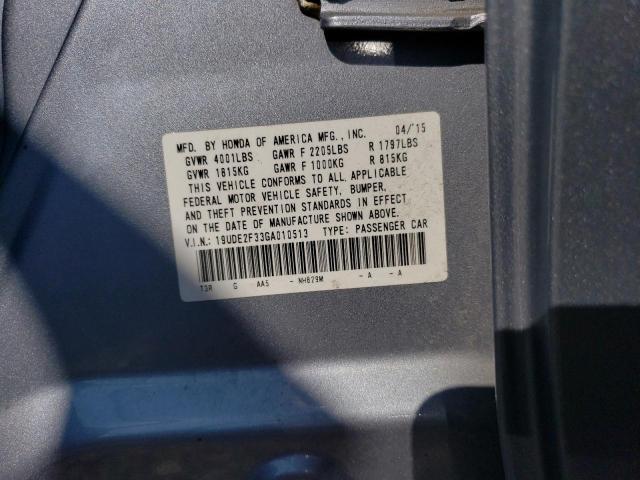 MFD. BY HONDA OF AMERICA MFG., INC. 04/'15
GVWR 4001LBS GAWR F 2205LBS R 1797LBS
GVWR 1815KG GAWR F 1000KG R 815KG
THIS VEHICLE CONFORMS TO ALL APPLICABLE
FEDERAL MOTOR VEHICLE SAFETY, BUMPER,
AND THEFT PREVENTION STANDARDS IN EFFECT
ON THE DATE OF MANUFACTURE SHOWN ABOVE.
V.I.N.: 19UDE2F33GA010513 TYPE: PASSENGER CAR
T3R G AA5 - NH829M - A - A